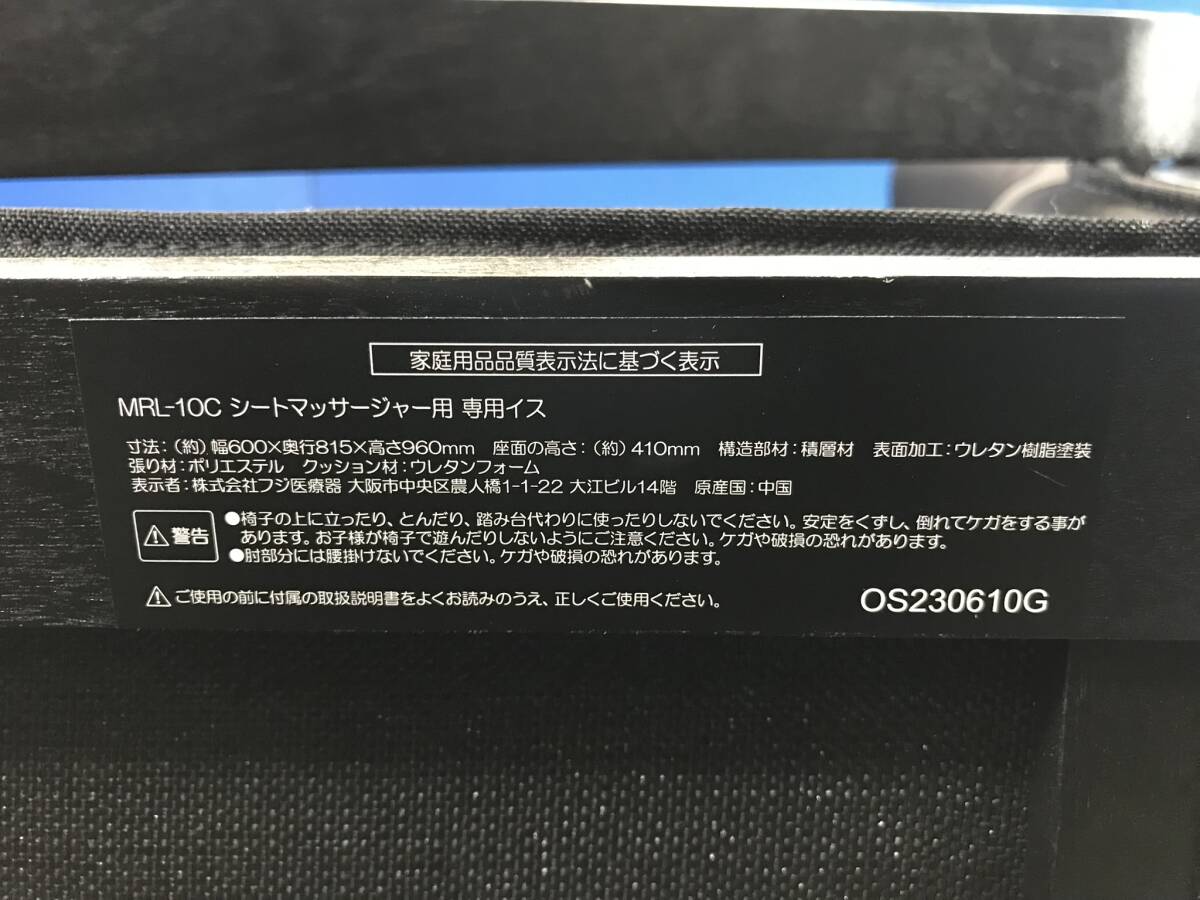 家庭用品品質表示法に基づく表示
MRL-10C シートマッサージャー用 専用イス
寸法：（約）幅600×奥行815×高さ960mm 座面の高さ：（約）410mm 構造部材：積層材 表面加工：ウレタン樹脂塗装
張り材：ポリエステル クッション材：ウレタンフォーム
表示者：株式会社フジ医療器 大阪市中央区農人橋1-1-22 大江ビル14階 原産国：中国
警告
●椅子の上に立ったり、とんだり、踏み台代わりに使ったりしないでください。安定をくずし、倒れてケガをする事が
あります。お子様が椅子で遊んだりしないようにご注意ください。ケガや破損の恐れがあります。
●肘部分には腰掛けないでください。ケガや破損の恐れがあります。
ご使用の前に付属の取扱説明書をよくお読みのうえ、正しくご使用ください。
OS230610G